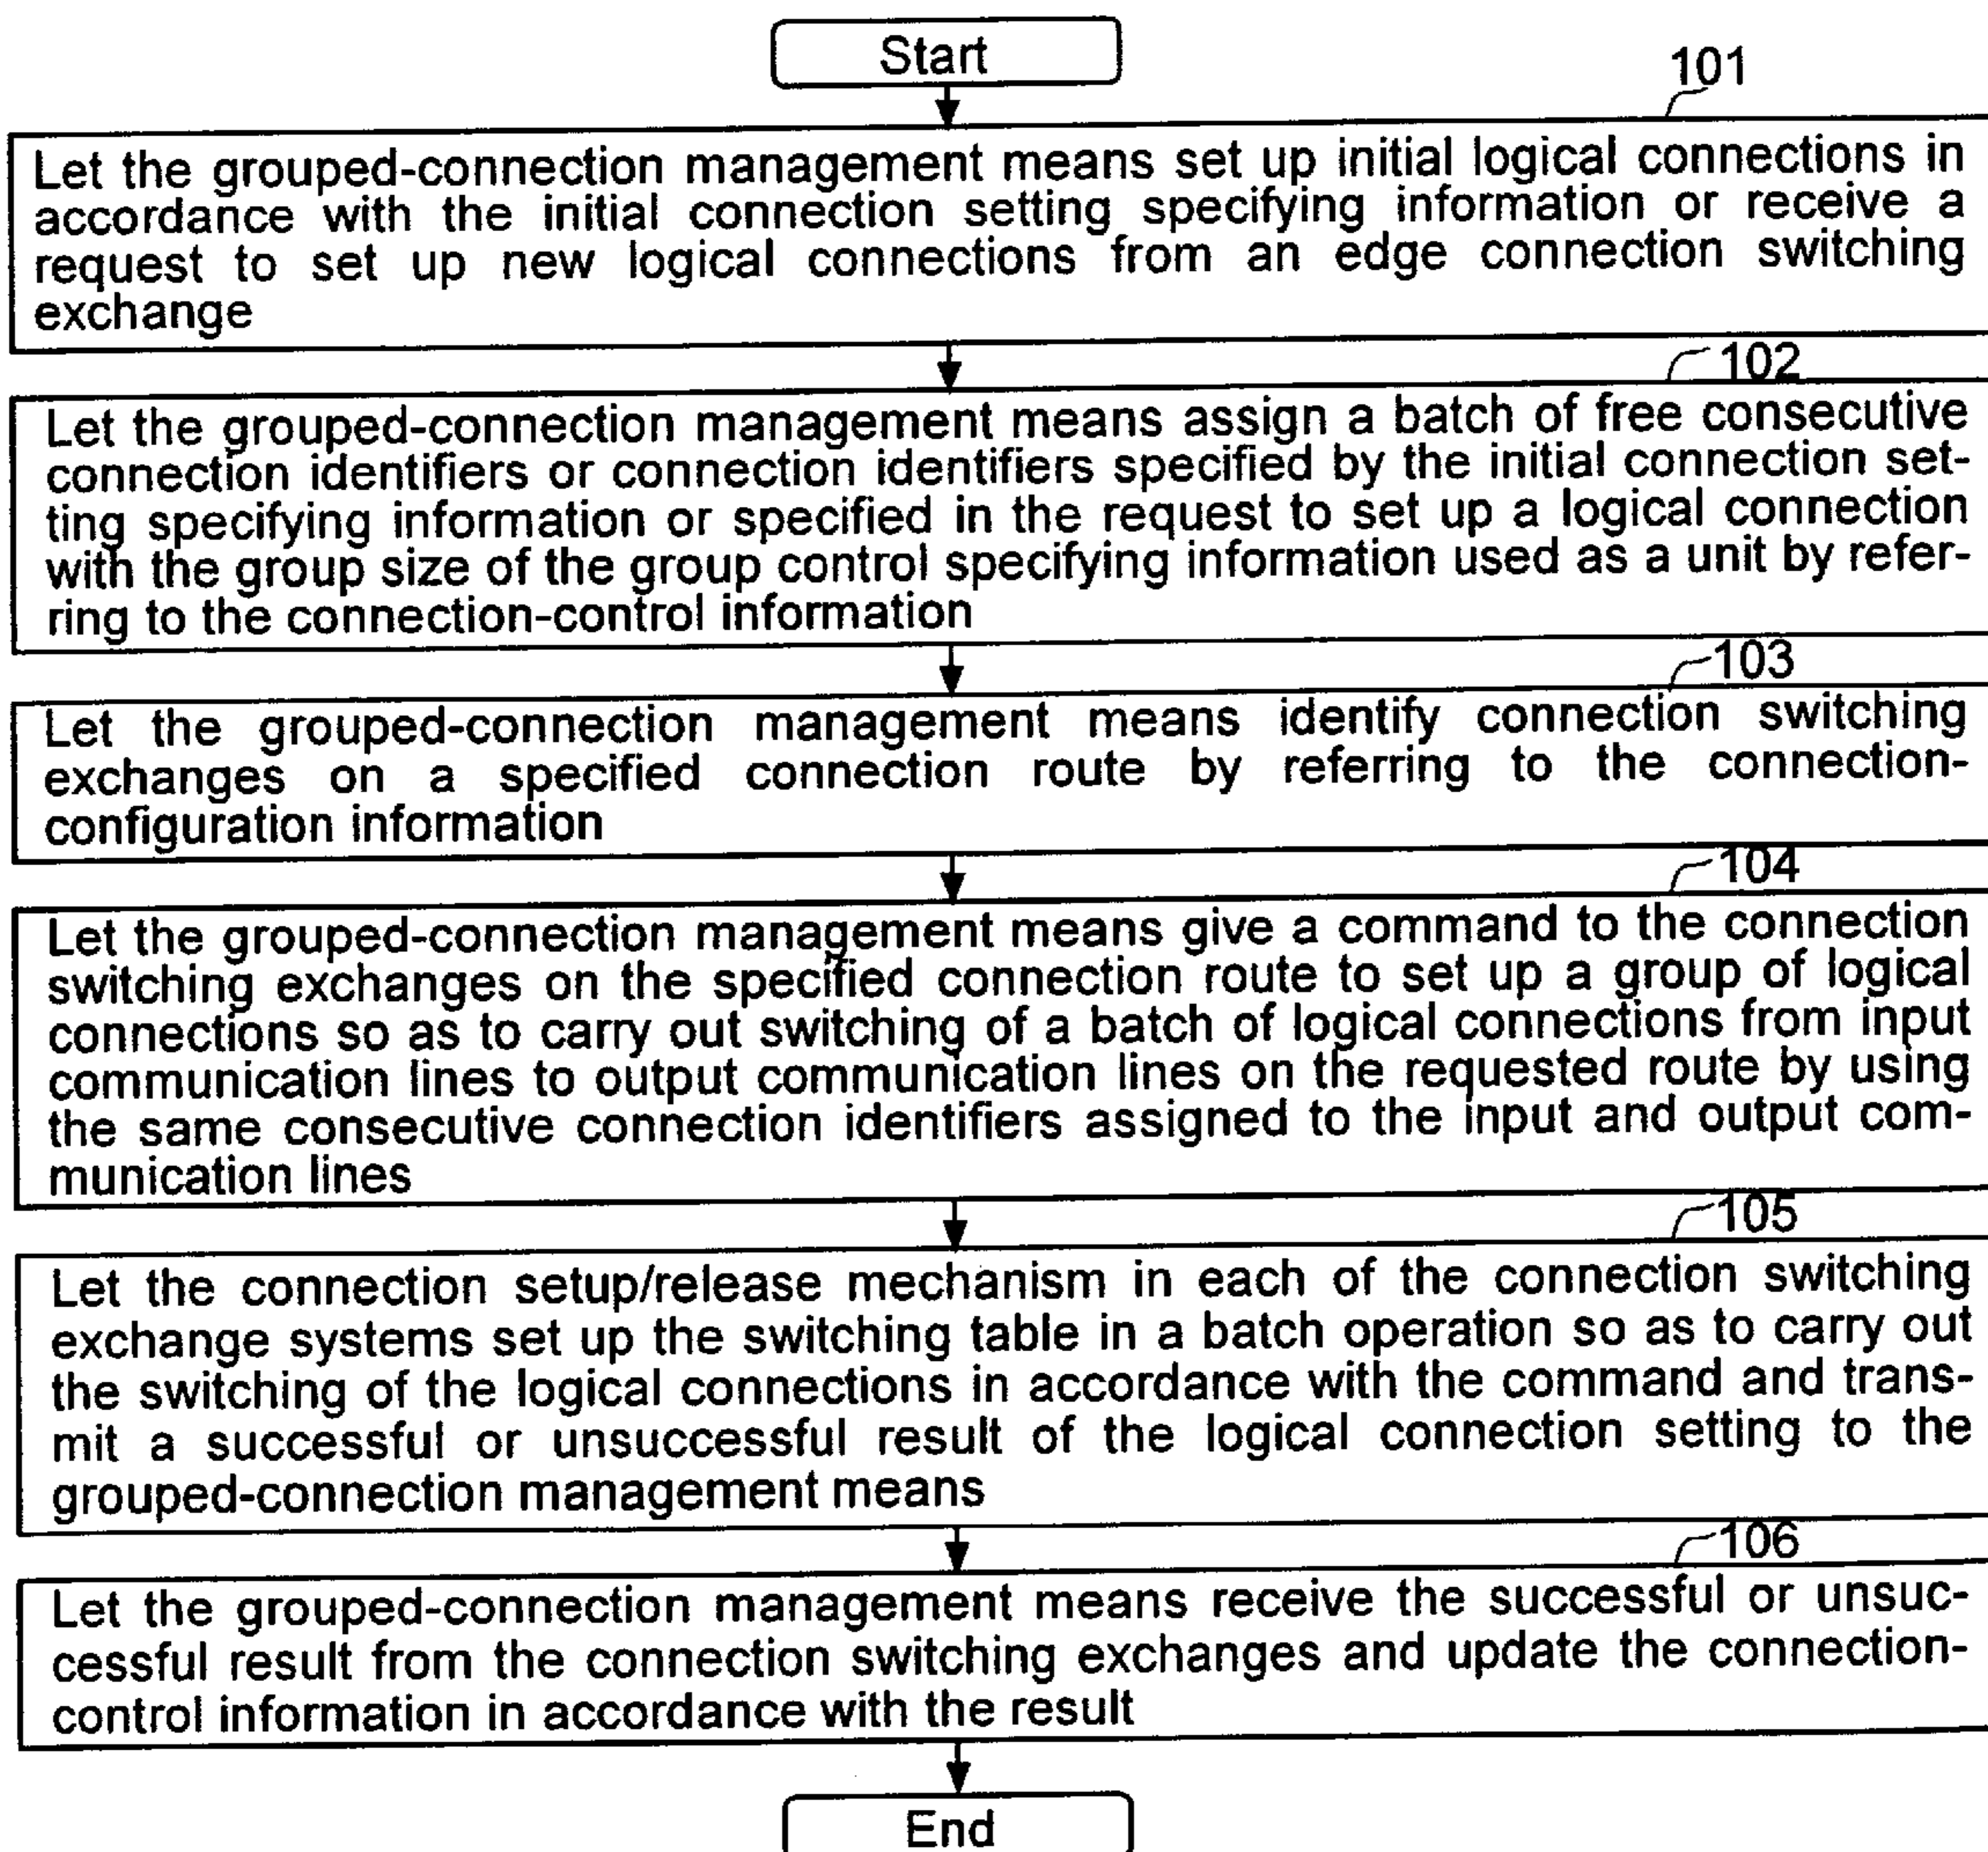 Start
101
Let the grouped-connection management means set up initial logical connections in
accordance with the initial connection setting specifying information or receive a
request to set up new logical connections from an edge connection switching
exchange
102
Let the grouped-connection management means assign a batch of free consecutive
connection identifiers or connection identifiers specified by the initial connection set-
ting specifying information or specified in the request to set up a logical connection
with the group size of the group control specifying information used as a unit by refer-
ring to the connection-control information
103
Let the grouped-connection management means identify connection switching
exchanges on a specified connection route by referring to the connection-
configuration information
104
Let the grouped-connection management means give a command to the connection
switching exchanges on the specified connection route to set up a group of logical
connections so as to carry out switching of a batch of logical connections from input
communication lines to output communication lines on the requested route by using
the same consecutive connection identifiers assigned to the input and output com-
munication lines
105
Let the connection setup/release mechanism in each of the connection switching
exchange systems set up the switching table in a batch operation so as to carry out
the switching of the logical connections in accordance with the command and trans-
mit a successful or unsuccessful result of the logical connection setting to the
grouped-connection management means
106
Let the grouped-connection management means receive the successful or unsuc-
cessful result from the connection switching exchanges and update the connection-
control information in accordance with the result
End